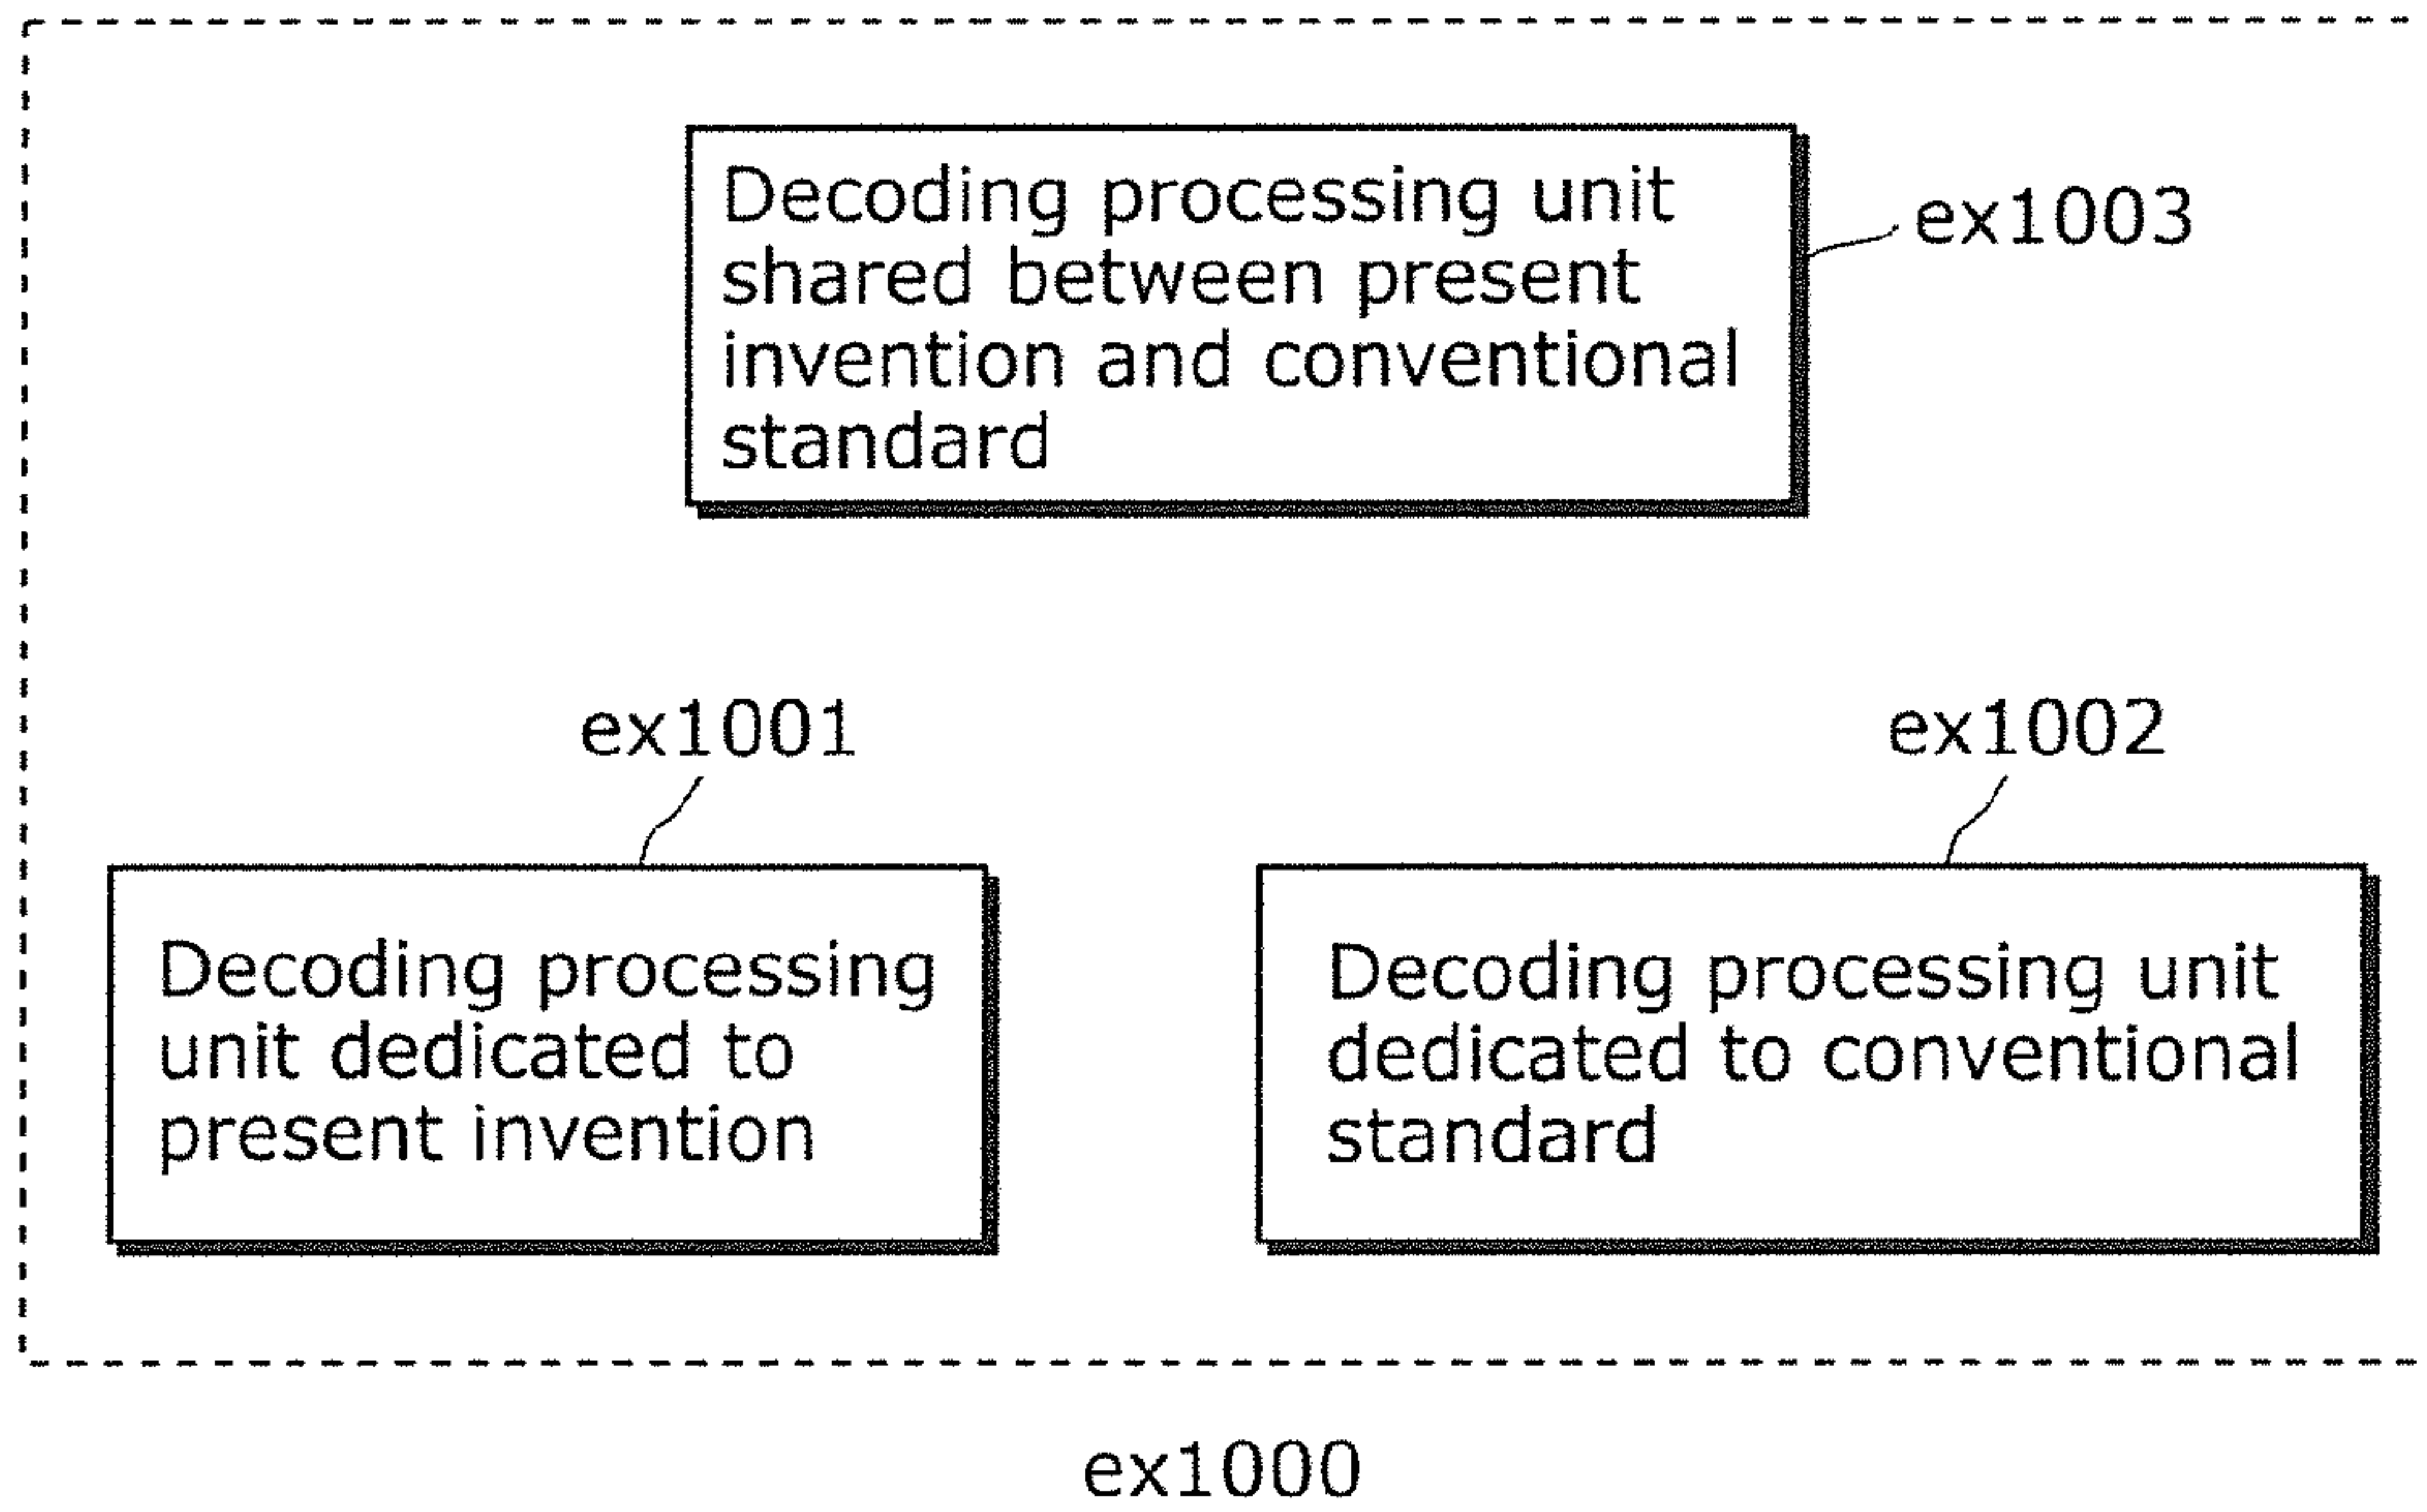 Decoding processing unit
shared between present
invention and conventional
standard
ex1003
ex1001
ex1002
Decoding processing
unit dedicated to
present invention
Decoding processing unit
dedicated to conventional
standard
ex1000